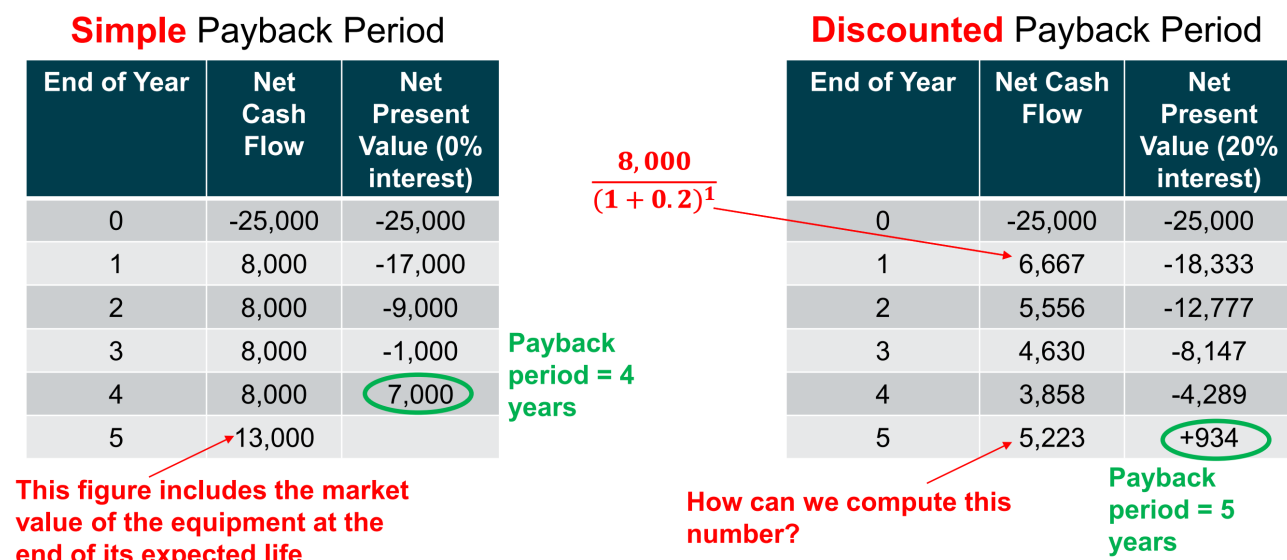 Simple Payback Period
End of Year Net Cash Flow Net Present Value (0% interest)
0 -25,000 -25,000
1 8,000 -17,000
2 8,000 -9,000
3 8,000 -1,000
4 8,000 7,000
5 13,000
Payback
period = 4
years
This figure includes the market
value of the equipment at the
end of its expected life
8,000
(1 + 0.2)¹
Discounted Payback Period
End of Year Net Cash Flow Net Present Value (20% interest)
0 -25,000 -25,000
1 6,667 -18,333
2 5,556 -12,777
3 4,630 -8,147
4 3,858 -4,289
5 5,223 +934
How can we compute this
number?
Payback
period = 5
years